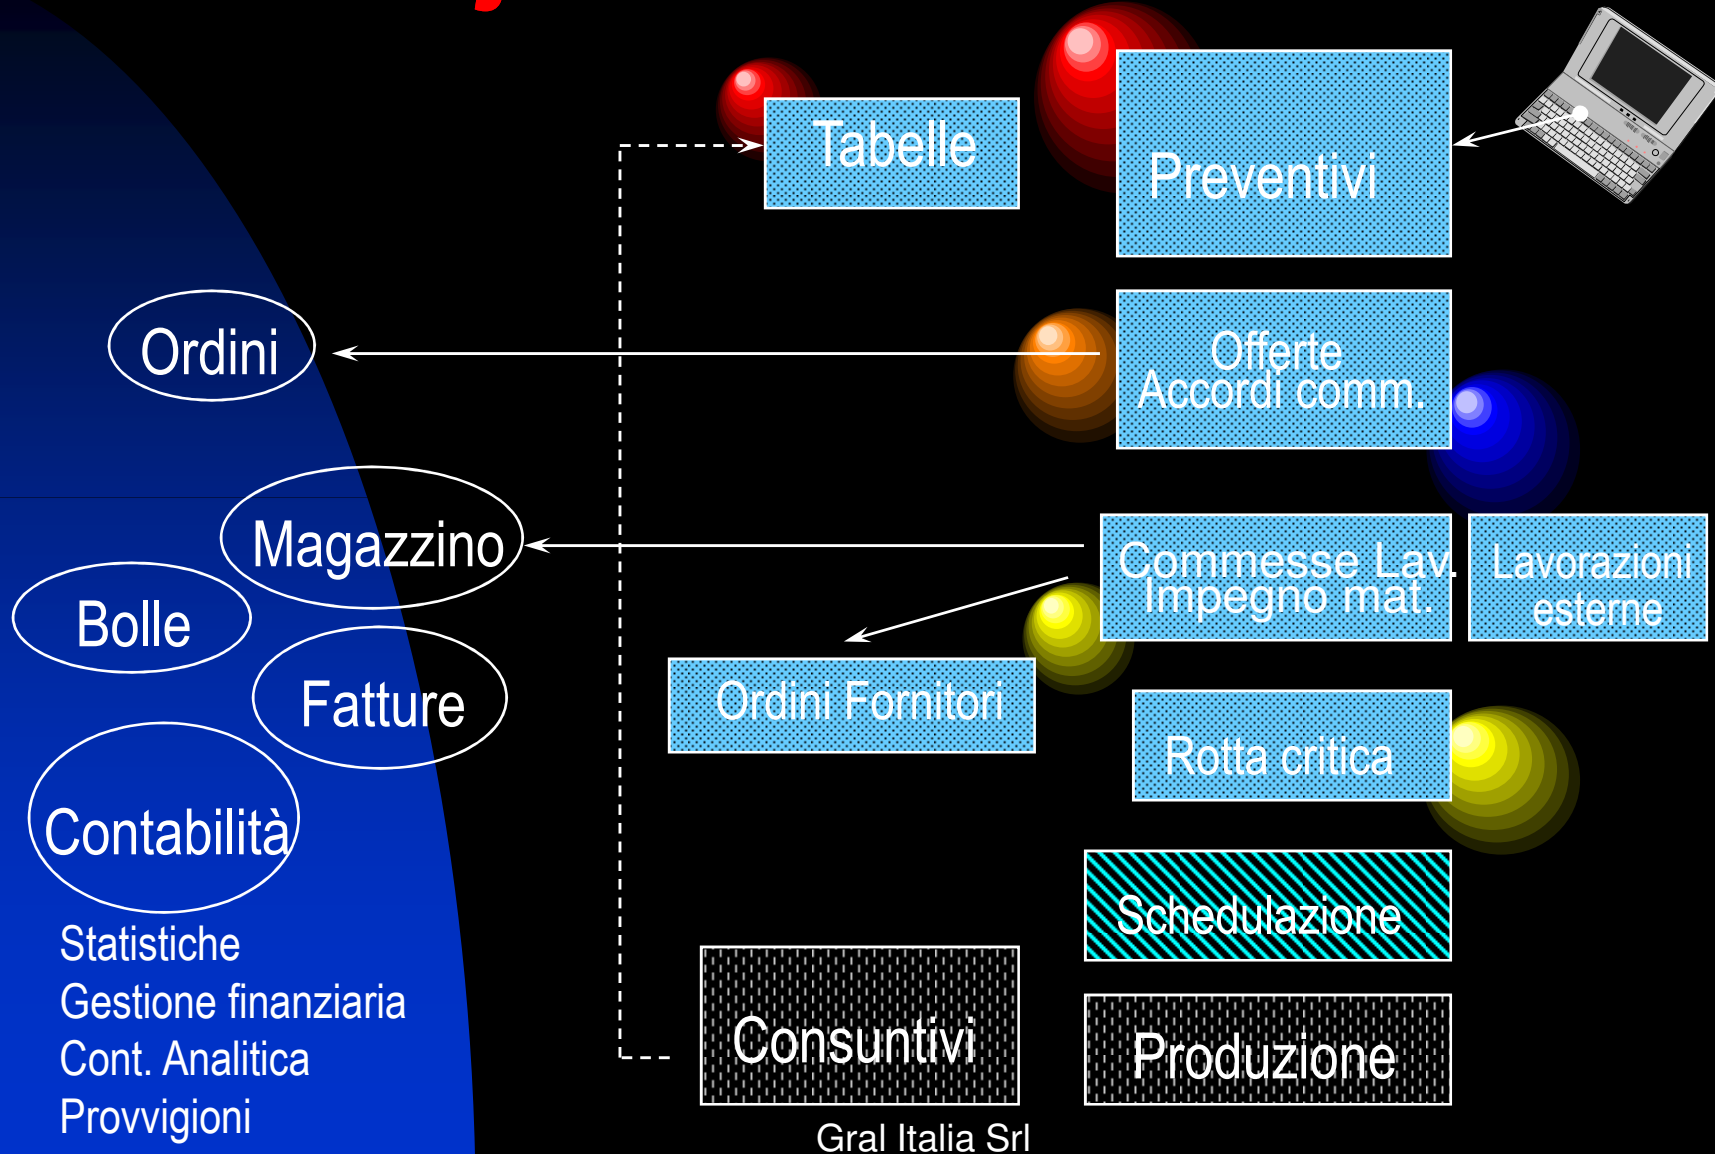 Tabelle
Preventivi
Ordini
Offerte
Accordi comm.
Magazzino
Commesse Lav.
Impegno mat.
Lavorazioni
esterne
Bolle
Fatture
Ordini Fornitori
Rotta critica
Contabilità
Schedulazione
Statistiche
Gestione finanziaria
Cont. Analitica
Provvigioni
Consuntivi
Produzione
Gral Italia Srl